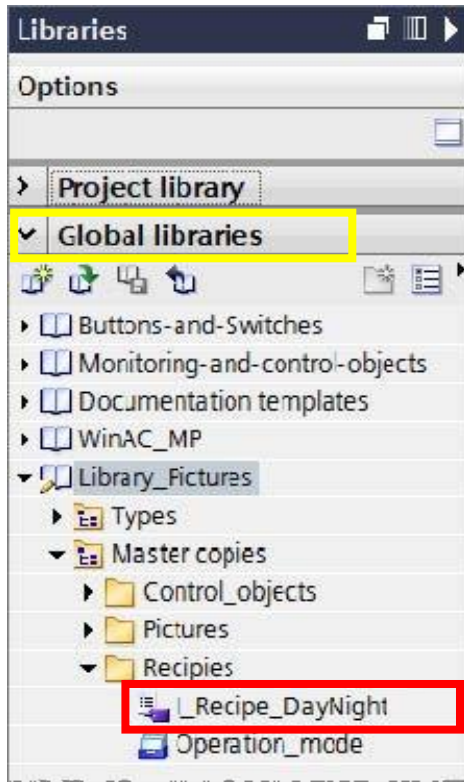 Libraries
Options
Project library
Global libraries
Buttons-and-Switches
Monitoring-and-control-objects
Documentation templates
WinAC_MP
Library_Pictures
Types
Master copies
Control_objects
Pictures
Recipies
l_Recipe_DayNight
Operation_mode